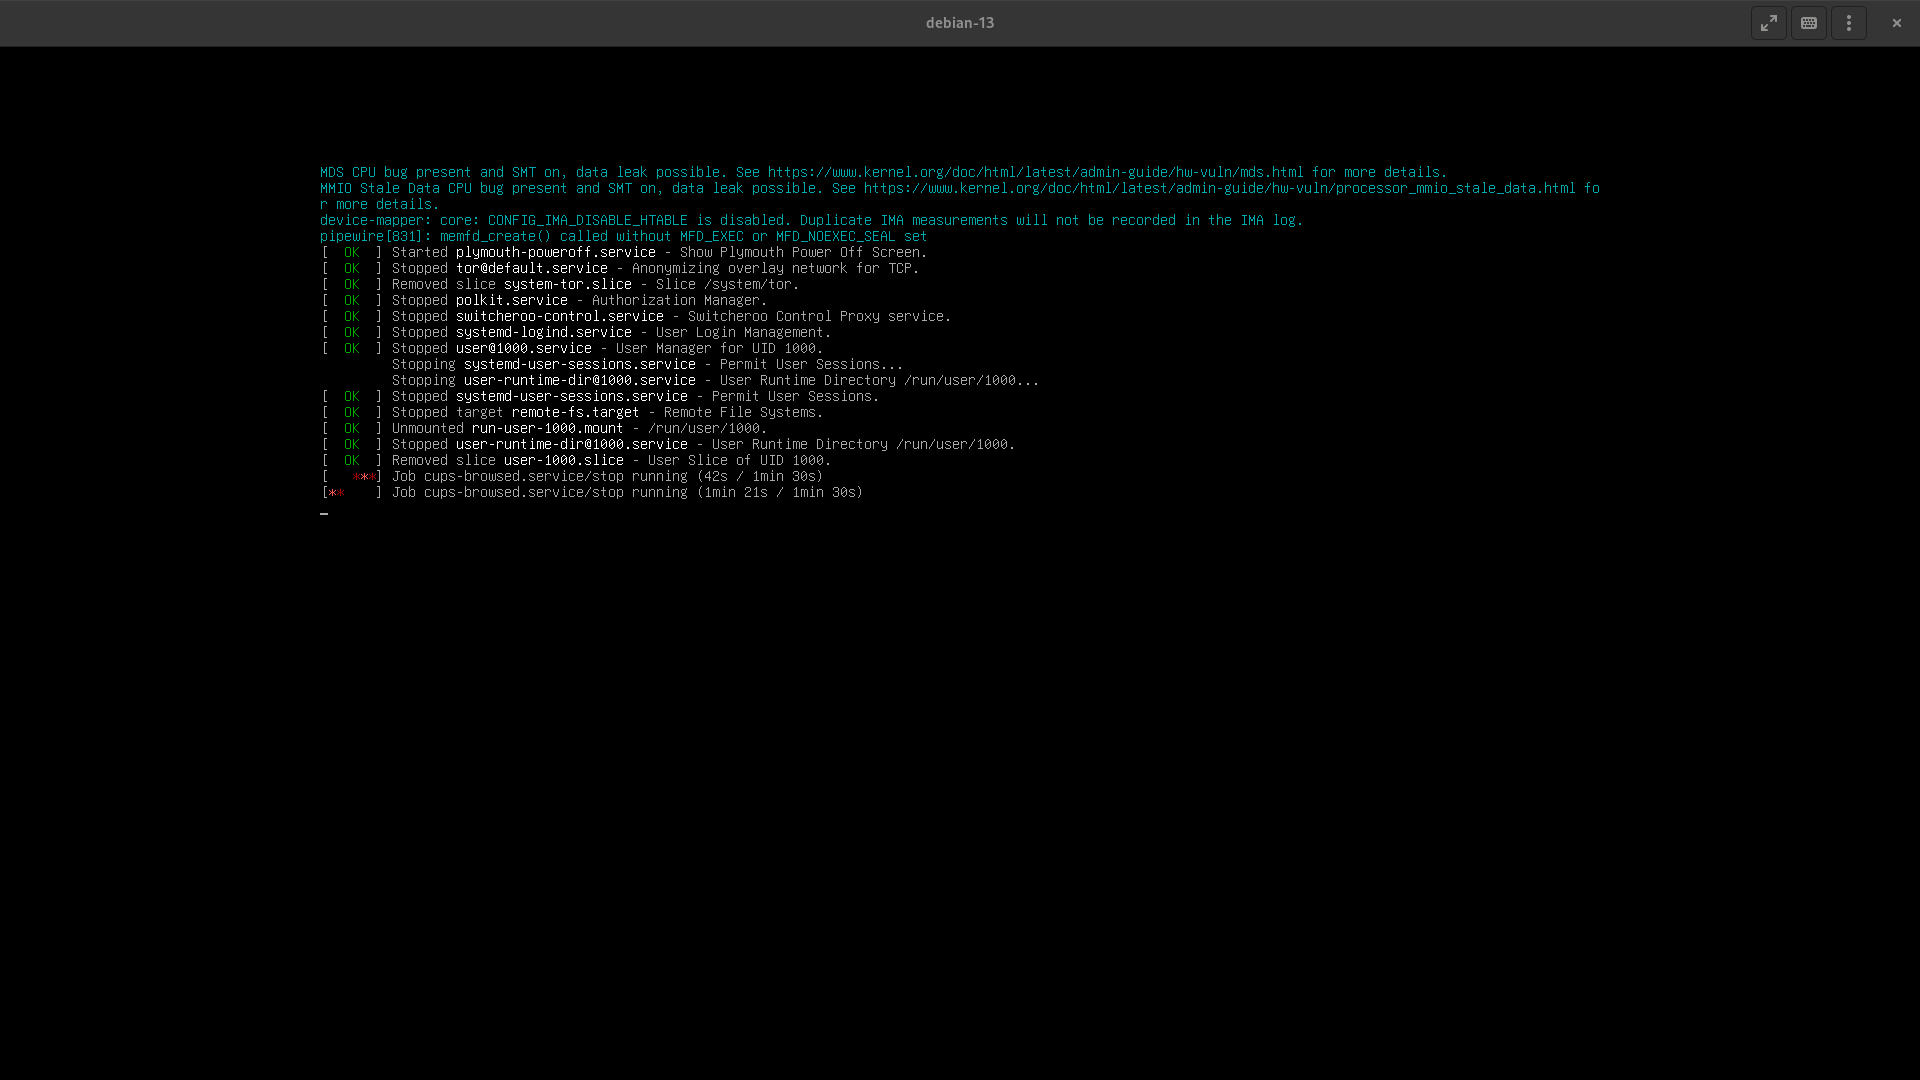 debian-13
MDS CPU bug present and SMT on, data leak possible. See https://www.kernel.org/doc/html/latest/admin-guide/hw-vuln/mds.html for more details.
MMIO Stale Data CPU bug present and SMT on, data leak possible. See https://www.kernel.org/doc/html/latest/admin-guide/hw-vuln/processor_mmio_stale_data.html fo
r more details.
device-mapper: core: CONFIG_IMA_DISABLE_HTABLE is disabled. Duplicate IMA measurements will not be recorded in the IMA log.
pipewire[831]: memfd_create() called without MFD_EXEC or MFD_NOEXEC_SEAL set
[  OK  ] Started plymouth-poweroff.service - Show Plymouth Power Off Screen.
[  OK  ] Stopped tor@default.service - Anonymizing overlay network for TCP.
[  OK  ] Removed slice system-tor.slice - Slice /system/tor.
[  OK  ] Stopped polkit.service - Authorization Manager.
[  OK  ] Stopped switcheroo-control.service - Switcheroo Control Proxy service.
[  OK  ] Stopped systemd-logind.service - User Login Management.
[  OK  ] Stopped user@1000.service - User Manager for UID 1000.
         Stopping systemd-user-sessions.service - Permit User Sessions...
         Stopping user-runtime-dir@1000.service - User Runtime Directory /run/user/1000...
[  OK  ] Stopped systemd-user-sessions.service - Permit User Sessions.
[  OK  ] Stopped target remote-fs.target - Remote File Systems.
[  OK  ] Unmounted run-user-1000.mount - /run/user/1000.
[  OK  ] Stopped user-runtime-dir@1000.service - User Runtime Directory /run/user/1000.
[  OK  ] Removed slice user-1000.slice - User Slice of UID 1000.
[   ***] Job cups-browsed.service/stop running (42s / 1min 30s)
[**    ] Job cups-browsed.service/stop running (1min 21s / 1min 30s)